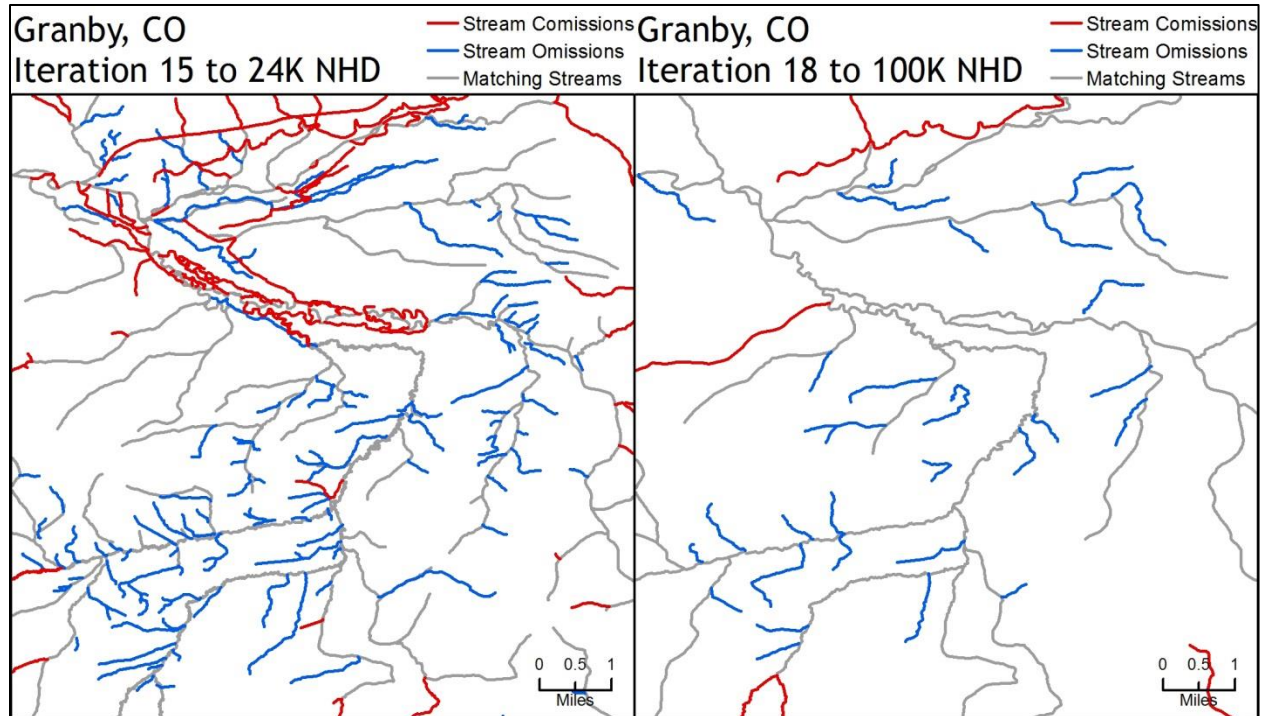 Granby, CO
Iteration 15 to 24K NHD
Stream Comissions
Stream Omissions
Matching Streams
Granby, CO
Iteration 18 to 100K NHD
Stream Comissions
Stream Omissions
Matching Streams
0 0.5 1
Miles
0 0.5 1
Miles